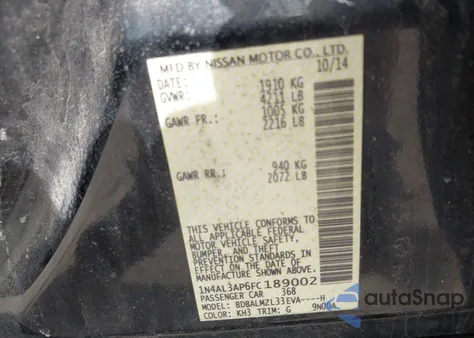 MFD BY NISSAN MOTOR CO., LTD.
DATE: 10/14
GVWR: 1910 KG
4211 LB
GAWR FR.: 1005 KG
2216 LB
GAWR RR.: 940 KG
2072 LB
THIS VEHICLE CONFORMS TO
ALL APPLICABLE FEDERAL
MOTOR VEHICLE SAFETY,
BUMPER, AND THEFT
PREVENTION STANDARDS IN
EFFECT ON THE DATE OF
MANUFACTURE SHOWN ABOVE.
1N4AL3AP6FC189002
PASSENGER CAR 368
MODEL: BDBALMZL33EVA----H
COLOR: KH3 TRIM: G
autoSnap